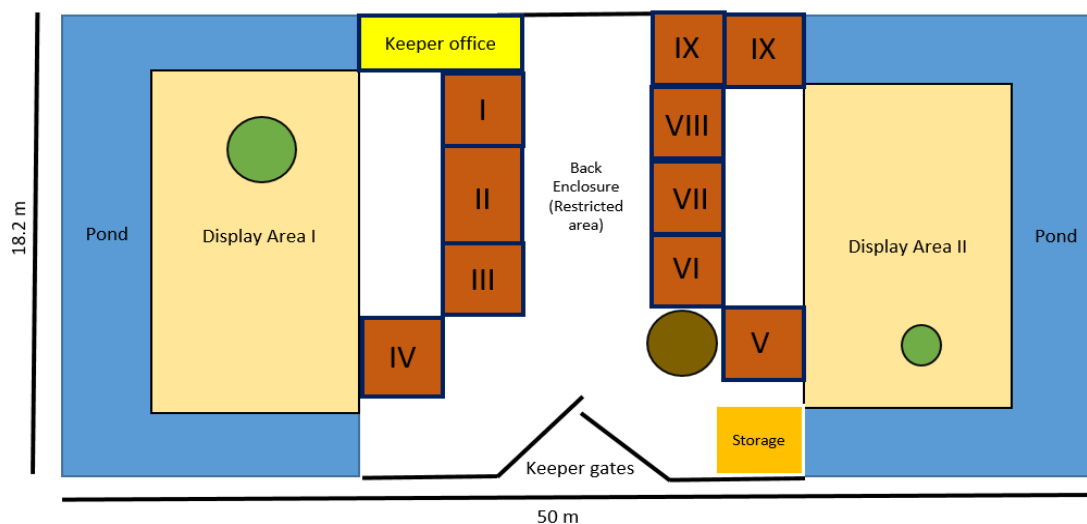 Keeper office
IX
IX
I
VIII
Back
Enclosure
(Restricted
area)
II
VII
18.2 m
Pond
Display Area I
Display Area II
Pond
III
VI
IV
V
Storage
Keeper gates
50 m